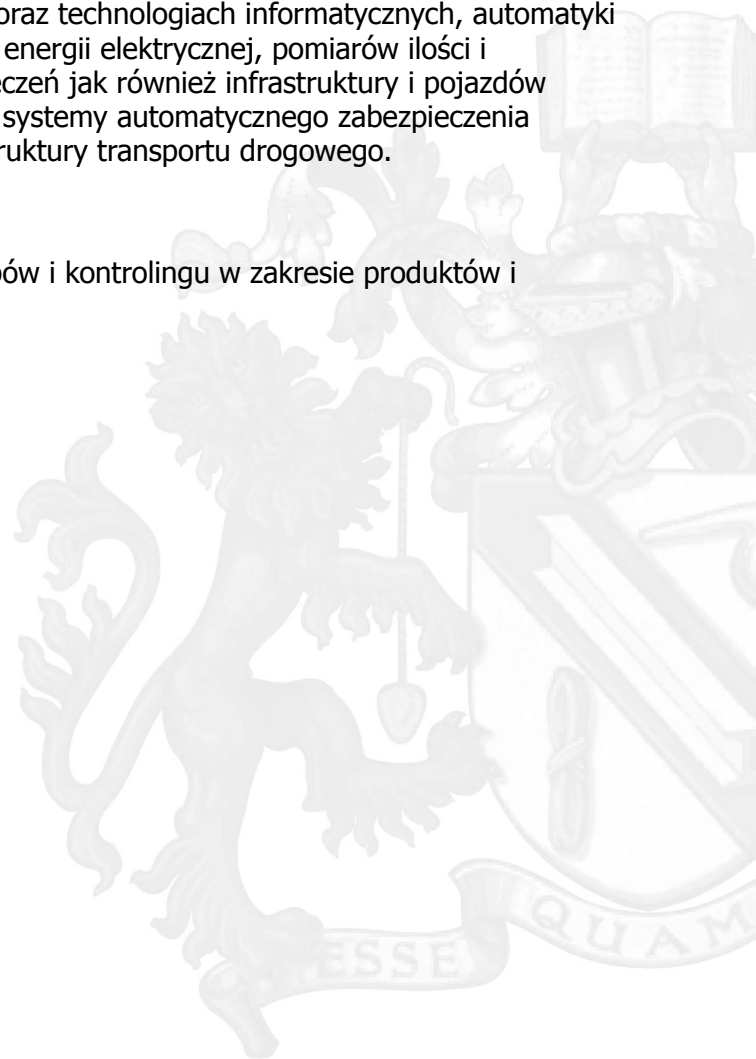 oraz technologiach informatycznych, automatyki
energii elektrycznej, pomiarów ilości i
eczeń jak również infrastruktury i pojazdów
systemy automatycznego zabezpieczenia
ruktury transportu drogowego.
ów i kontrolingu w zakresie produktów i
ESSE
QUAM